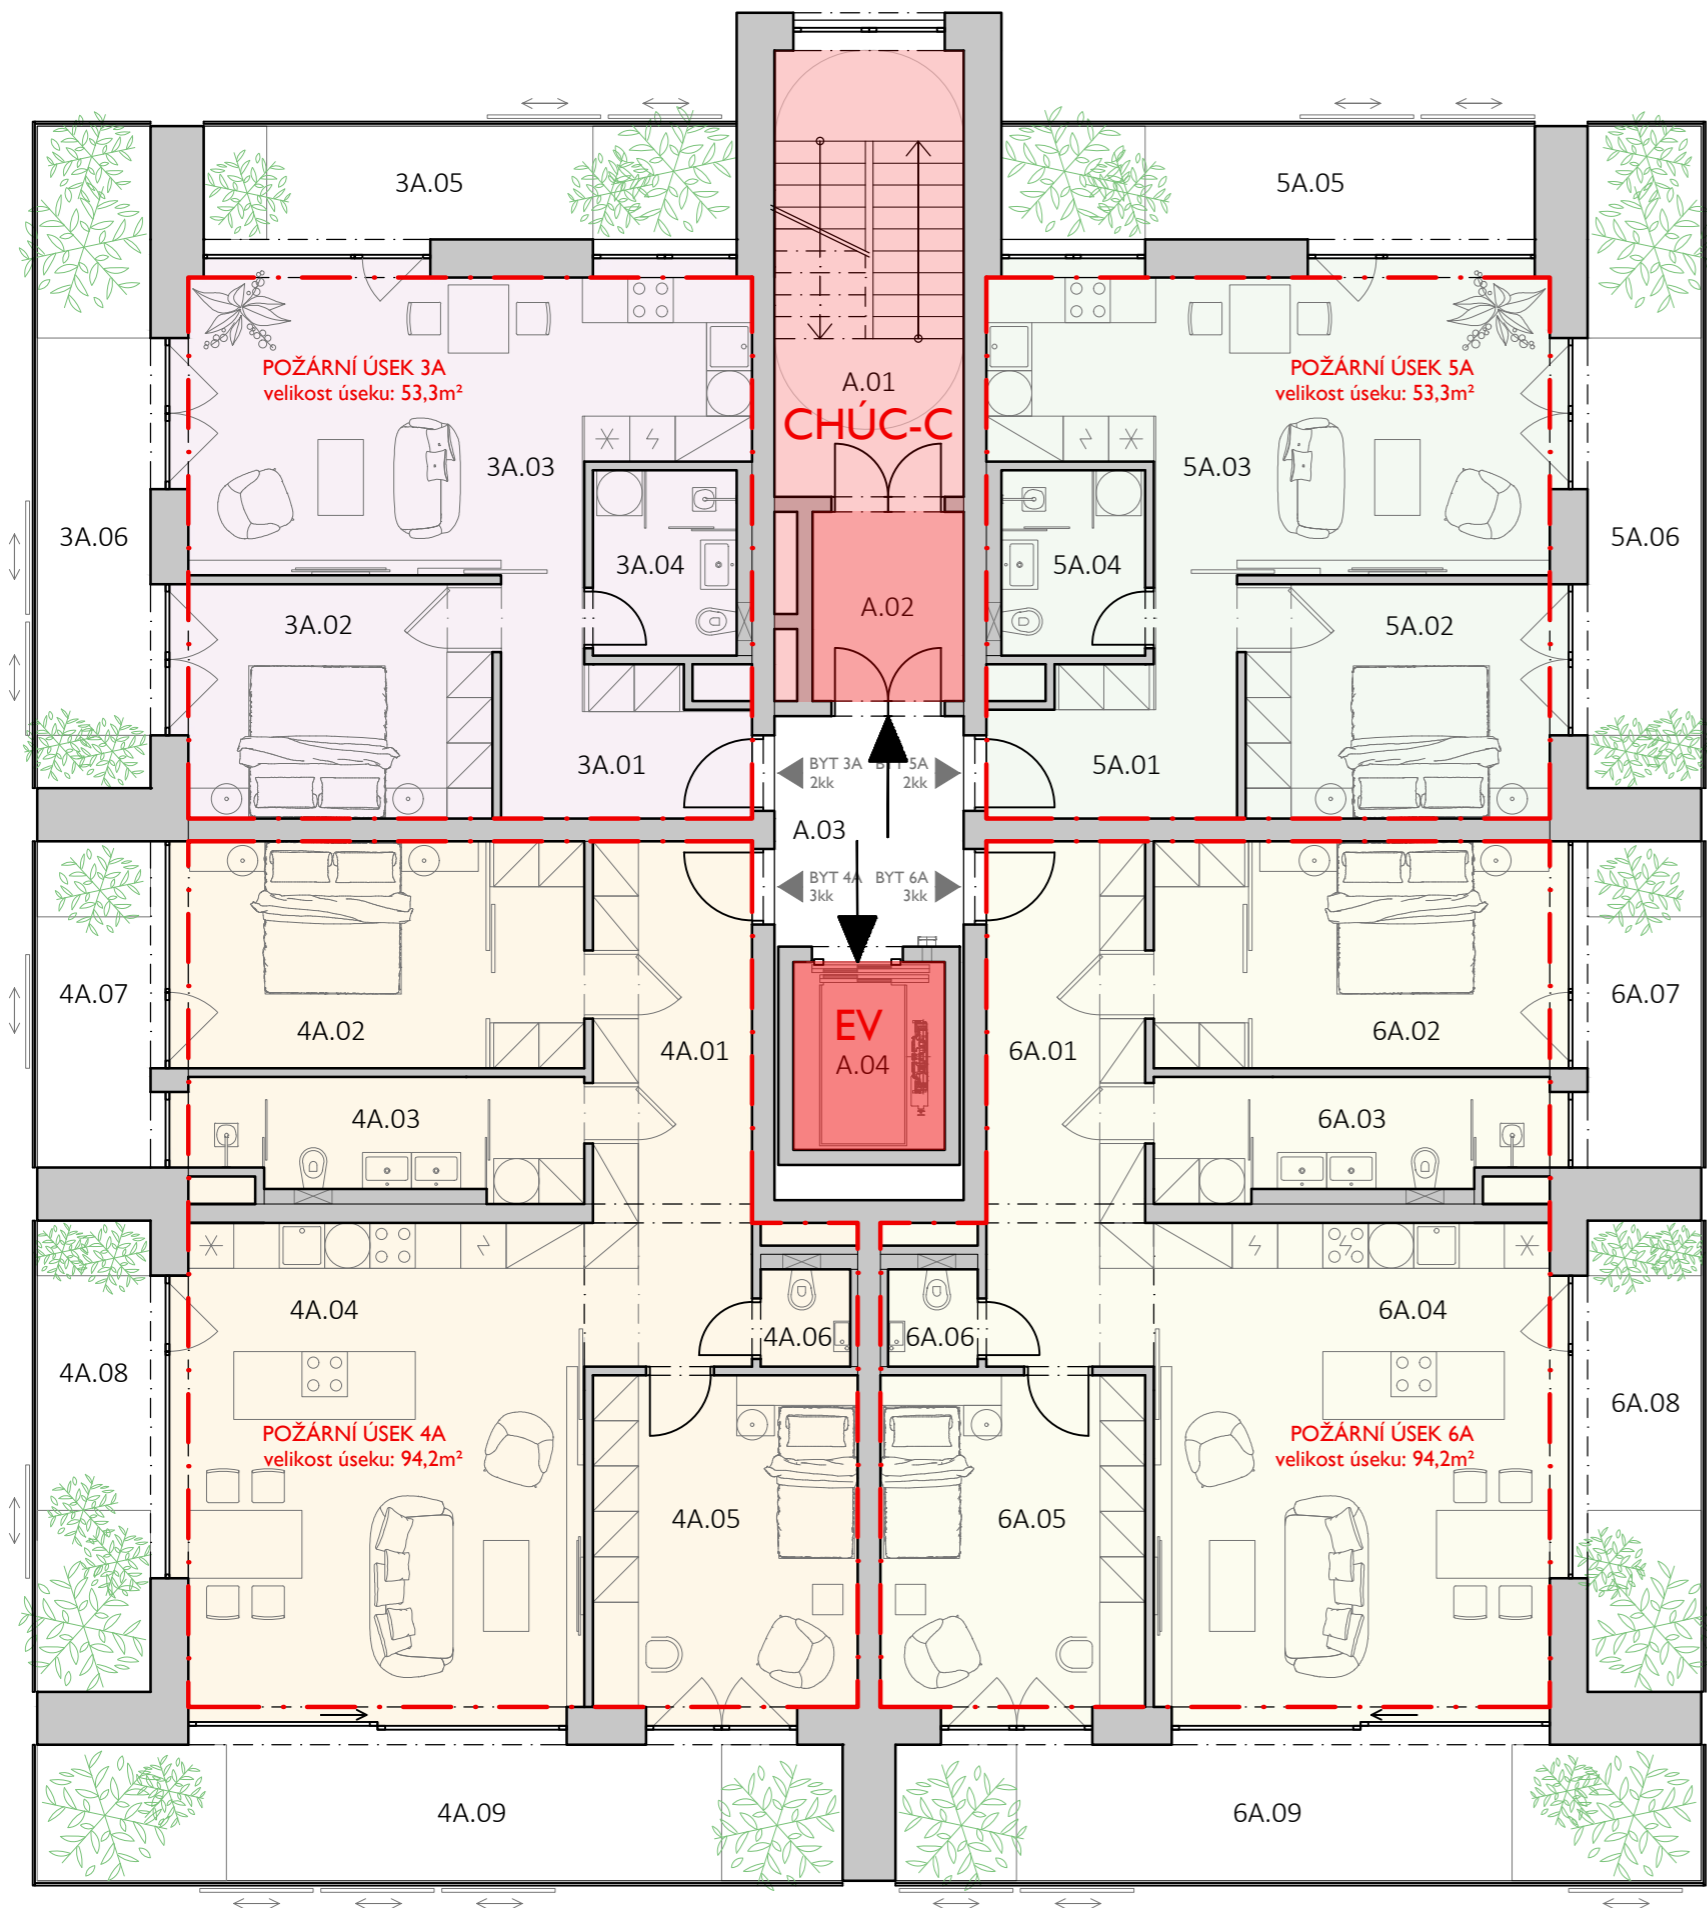 3A.05
5A.05
POŽÁRNÍ ÚSEK 3A
velikost úseku: 53,3m²
A.01
CHÚC-C
POŽÁRNÍ ÚSEK 5A
velikost úseku: 53,3m²
3A.03
5A.03
3A.06
3A.04
5A.04
5A.06
3A.02
A.02
5A.02
3A.01
BYT 3A
2kk
BYT 5A
2kk
5A.01
A.03
BYT 4A
3kk
BYT 6A
3kk
4A.07
4A.02
4A.01
EV
A.04
6A.01
6A.02
6A.07
4A.03
6A.03
4A.04
4A.06
6A.06
6A.04
4A.08
6A.08
POŽÁRNÍ ÚSEK 4A
velikost úseku: 94,2m²
POŽÁRNÍ ÚSEK 6A
velikost úseku: 94,2m²
4A.05
6A.05
4A.09
6A.09